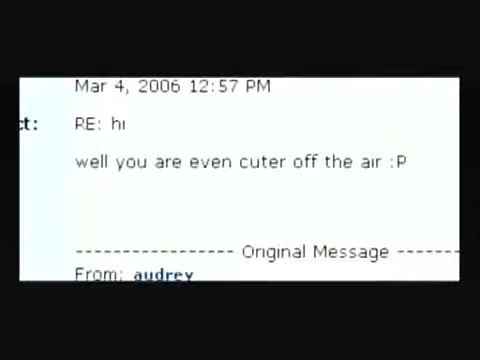 Mar 4, 2006 12:57 PM
ct: RE: hi
well you are even cuter off the air :P
----------------- Original Message -------
From: audrey